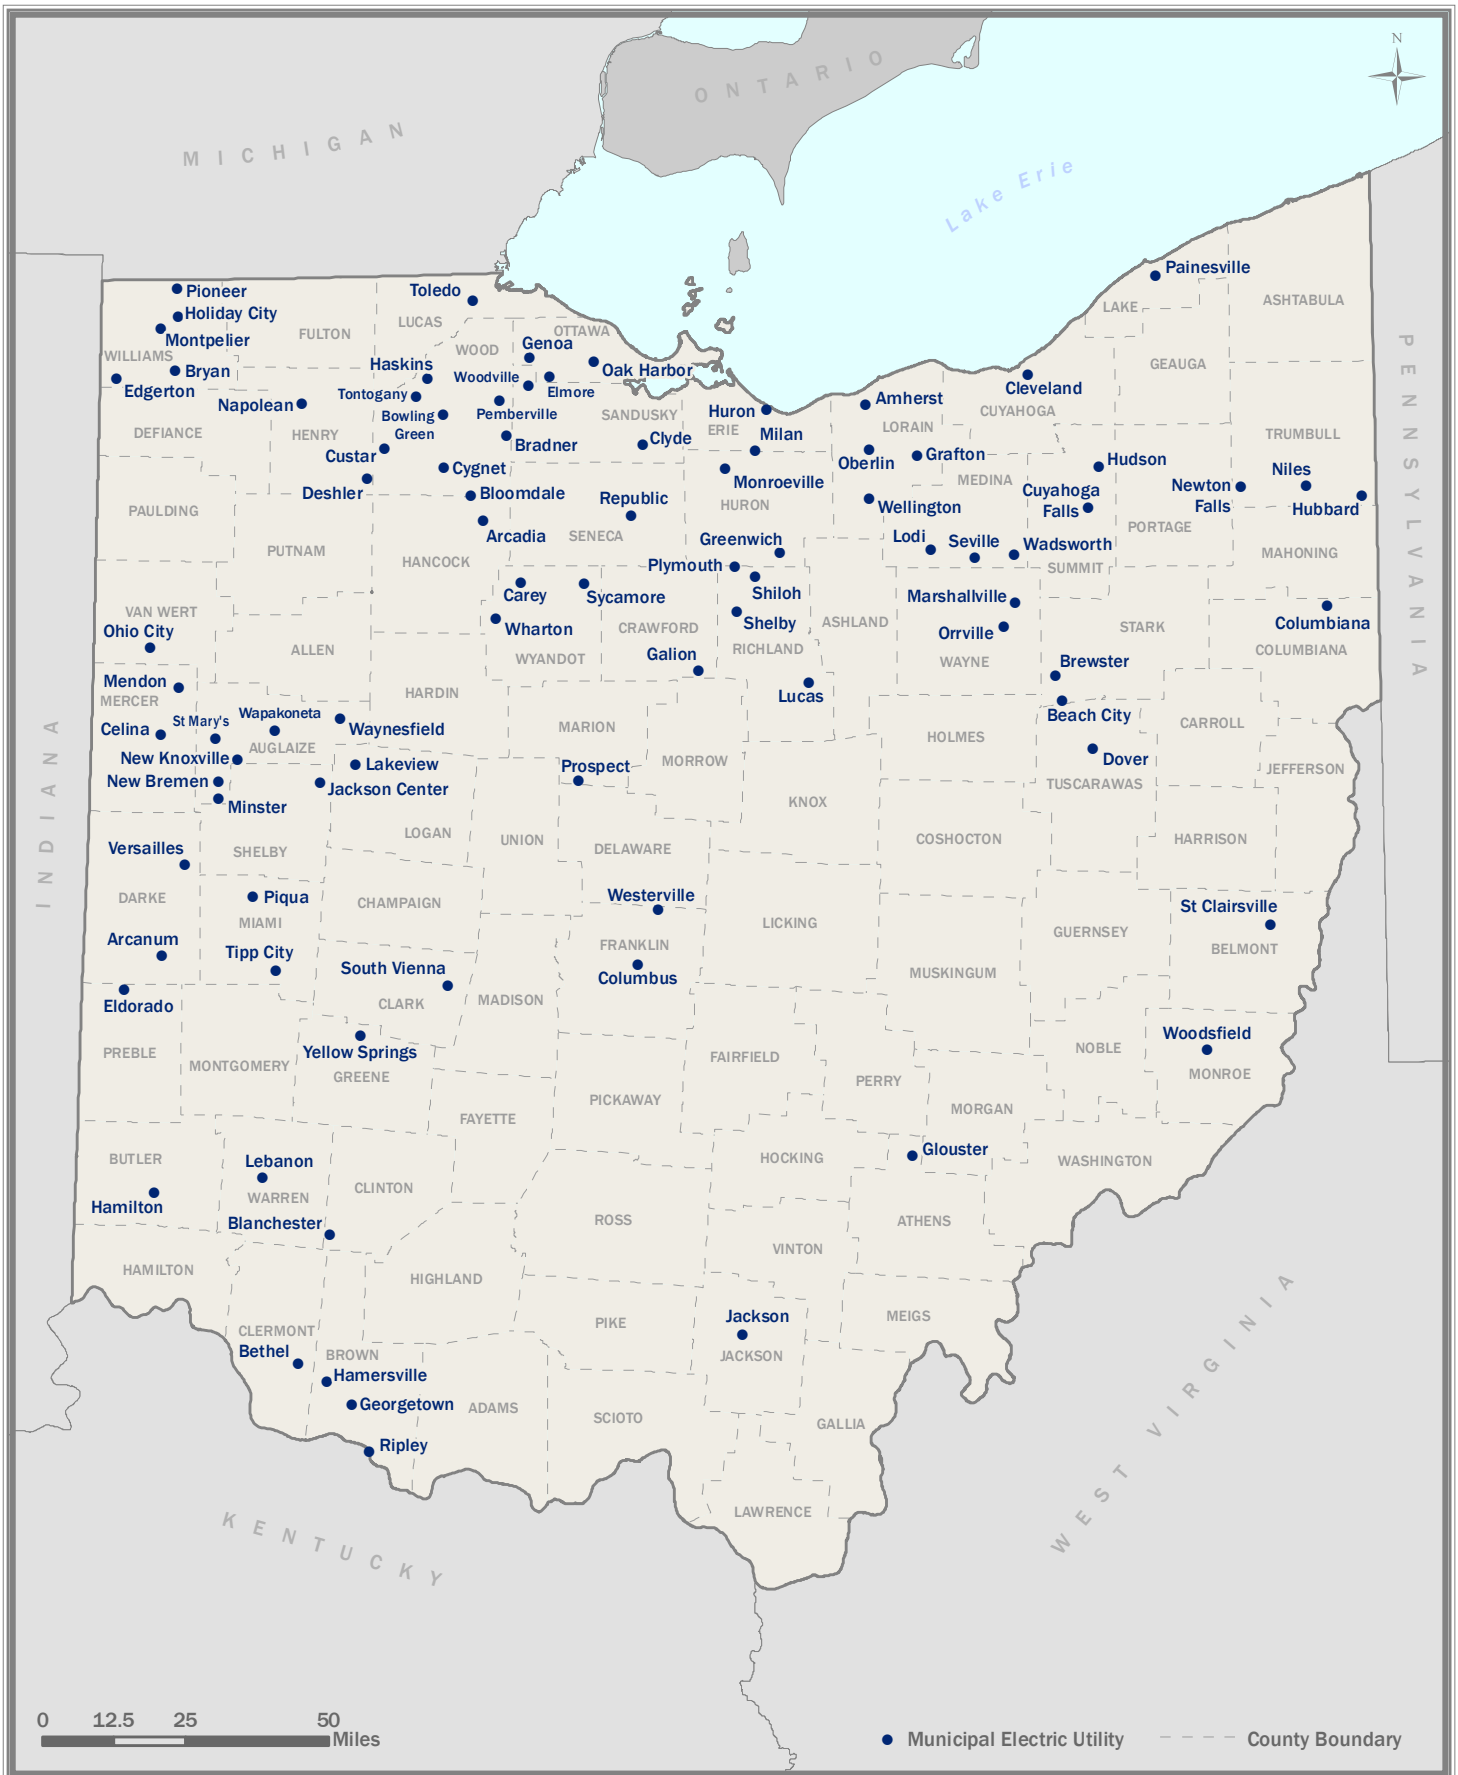 N
ONTARIO
MICHIGAN
Lake Erie
Painesville
Pioneer
Toledo
LAKE
ASHTABULA
Holiday City
LUCAS
FULTON
OTTAWA
Montpelier
WOOD
Genoa
WILLIAMS
GEAUGA
Haskins
Oak Harbor
Bryan
Woodville
Cleveland
Edgerton
Tontogany
Elmore
Napolean
Amherst
Huron
CUYAHOGA
Bowling
Green
Pemberville
SANDUSKY
DEFIANCE
HENRY
ERIE
Milan
LORAIN
TRUMBULL
Bradner
Clyde
Custar
Grafton
Hudson
Oberlin
Cygnet
Niles
Monroeville
MEDINA
Newton
Falls
Deshler
Bloomdale
Republic
Cuyahoga
Falls
HURON
Wellington
Hubbard
PAULDING
PORTAGE
PENNSYLVANIA
Arcadia
SENECA
Greenwich
Lodi
Seville
Wadsworth
PUTNAM
HANCOCK
MAHONING
Plymouth
SUMMIT
Carey
Sycamore
Shiloh
Marshallville
VAN WERT
Shelby
ASHLAND
Columbiana
Ohio City
Wharton
CRAWFORD
Orrville
STARK
ALLEN
RICHLAND
COLUMBIANA
Galion
WYANDOT
WAYNE
Brewster
Mendon
HARDIN
Lucas
MERCER
Wapakoneta
Beach City
St Mary's
Celina
Waynesfield
MARION
CARROLL
AUGLAIZE
HOLMES
New Knoxville
Lakeview
Prospect
MORROW
Dover
JEFFERSON
New Bremen
Jackson Center
TUSCARAWAS
Minster
KNOX
INDIANA
LOGAN
UNION
COSHOCTON
HARRISON
Versailles
SHELBY
DELAWARE
DARKE
Piqua
CHAMPAIGN
Westerville
St Clairsville
MIAMI
LICKING
GUERNSEY
Arcanum
Tipp City
FRANKLIN
BELMONT
South Vienna
Columbus
MUSKINGUM
Eldorado
CLARK
MADISON
Woodsfield
PREBLE
Yellow Springs
NOBLE
MONTGOMERY
FAIRFIELD
MONROE
GREENE
PERRY
PICKAWAY
MORGAN
FAYETTE
Glouster
BUTLER
Lebanon
HOCKING
WASHINGTON
CLINTON
WARREN
Hamilton
Blanchester
ROSS
ATHENS
VINTON
HAMILTON
HIGHLAND
WEST VIRGINIA
Jackson
MEIGS
CLERMONT
PIKE
Bethel
BROWN
JACKSON
Hamersville
Georgetown
ADAMS
SCIOTO
GALLIA
Ripley
LAWRENCE
KENTUCKY
0 12.5 25 50
Miles
Municipal Electric Utility
County Boundary